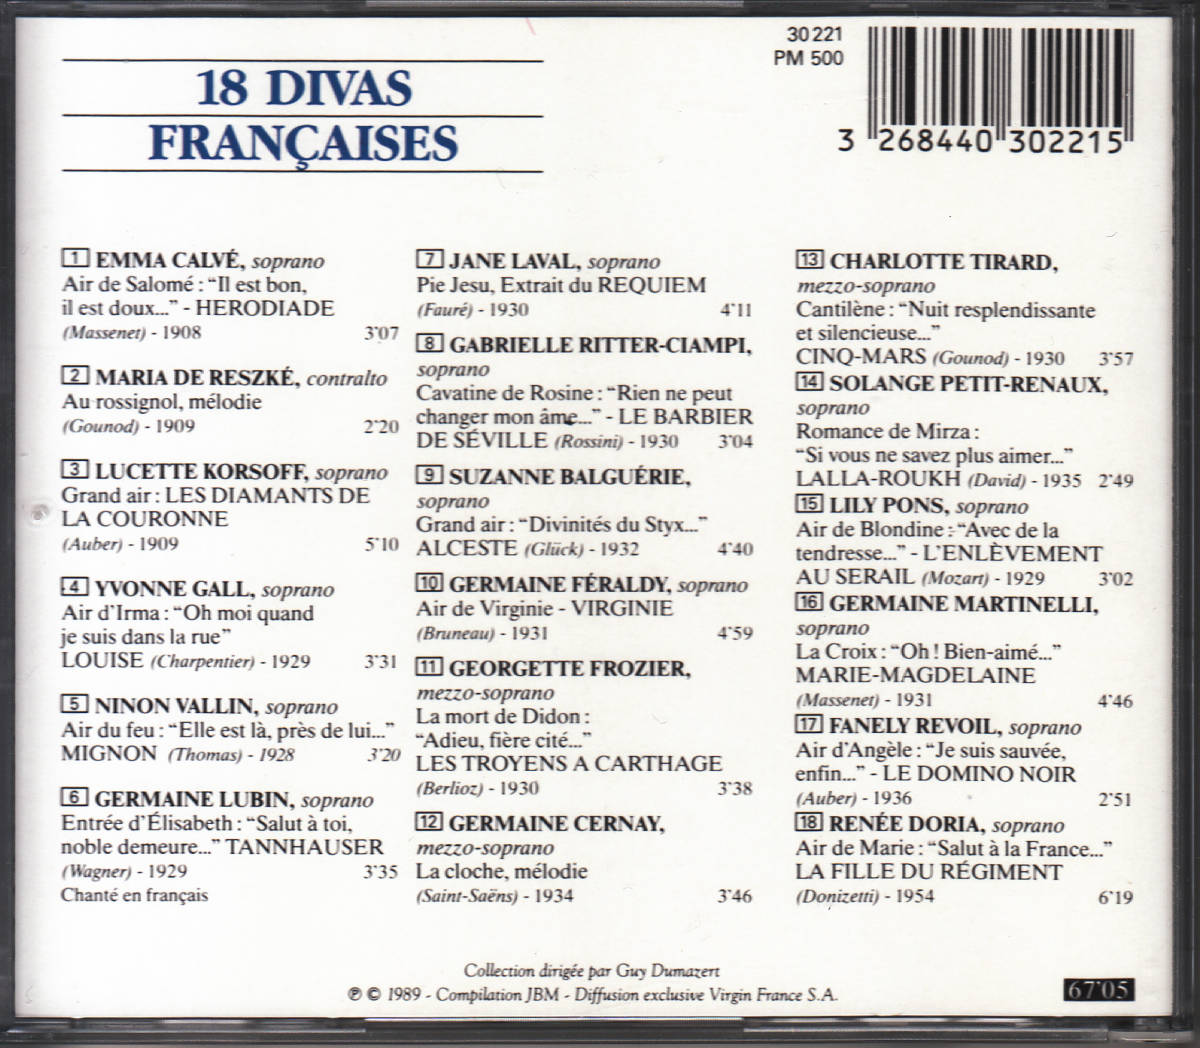 18 DIVAS
FRANÇAISES
30 221
PM 500
3 268440 302215
1 EMMA CALVÉ, soprano
Air de Salomé : “Il est bon,
il est doux...” - HERODIADE
(Massenet) - 1908 3'07
2 MARIA DE RESZKÉ, contralto
Au rossignol, mélodie
(Gounod) - 1909 2'20
3 LUCETTE KORSOFF, soprano
Grand air : LES DIAMANTS DE
LA COURONNE
(Auber) - 1909 5'10
4 YVONNE GALL, soprano
Air d'Irma : “Oh moi quand
je suis dans la rue”
LOUISE (Charpentier) - 1929 3'31
5 NINON VALLIN, soprano
Air du feu : “Elle est là, près de lui...”
MIGNON (Thomas) - 1928 3'20
6 GERMAINE LUBIN, soprano
Entrée d'Élisabeth : “Salut à toi,
noble demeure...” TANNHAUSER
(Wagner) - 1929 3'35
Chanté en français
7 JANE LAVAL, soprano
Pie Jesu, Extrait du REQUIEM
(Fauré) - 1930 4'11
8 GABRIELLE RITTER-CIAMPI,
soprano
Cavatine de Rosine : “Rien ne peut
changer mon âme...” - LE BARBIER
DE SÉVILLE (Rossini) - 1930 3'04
9 SUZANNE BALGUÉRIE,
soprano
Grand air : “Divinités du Styx...”
ALCESTE (Glück) - 1932 4'40
10 GERMAINE FÉRALDY, soprano
Air de Virginie - VIRGINIE
(Bruneau) - 1931 4'59
11 GEORGETTE FROZIER,
mezzo-soprano
La mort de Didon :
“Adieu, fière cité...”
LES TROYENS A CARTHAGE
(Berlioz) - 1930 3'38
12 GERMAINE CERNAY,
mezzo-soprano
La cloche, mélodie
(Saint-Saëns) - 1934 3'46
13 CHARLOTTE TIRARD,
mezzo-soprano
Cantilène : “Nuit resplendissante
et silencieuse...”
CINQ-MARS (Gounod) - 1930 3'57
14 SOLANGE PETIT-RENAUX,
soprano
Romance de Mirza :
“Si vous ne savez plus aimer...”
LALLA-ROUKH (David) - 1935 2'49
15 LILY PONS, soprano
Air de Blondine : “Avec de la
tendresse...” - L'ENLÈVEMENT
AU SERAIL (Mozart) - 1929 3'02
16 GERMAINE MARTINELLI,
soprano
La Croix : “Oh ! Bien-aimé...”
MARIE-MAGDELAINE
(Massenet) - 1931 4'46
17 FANELY REVOIL, soprano
Air d'Angèle : “Je suis sauvée,
enfin...” - LE DOMINO NOIR
(Auber) - 1936 2'51
18 RENÉE DORIA, soprano
Air de Marie : “Salut à la France...”
LA FILLE DU RÉGIMENT
(Donizetti) - 1954 6'19
Collection dirigée par Guy Dumazert
℗ © 1989 - Compilation JBM - Diffusion exclusive Virgin France S.A.
67'05